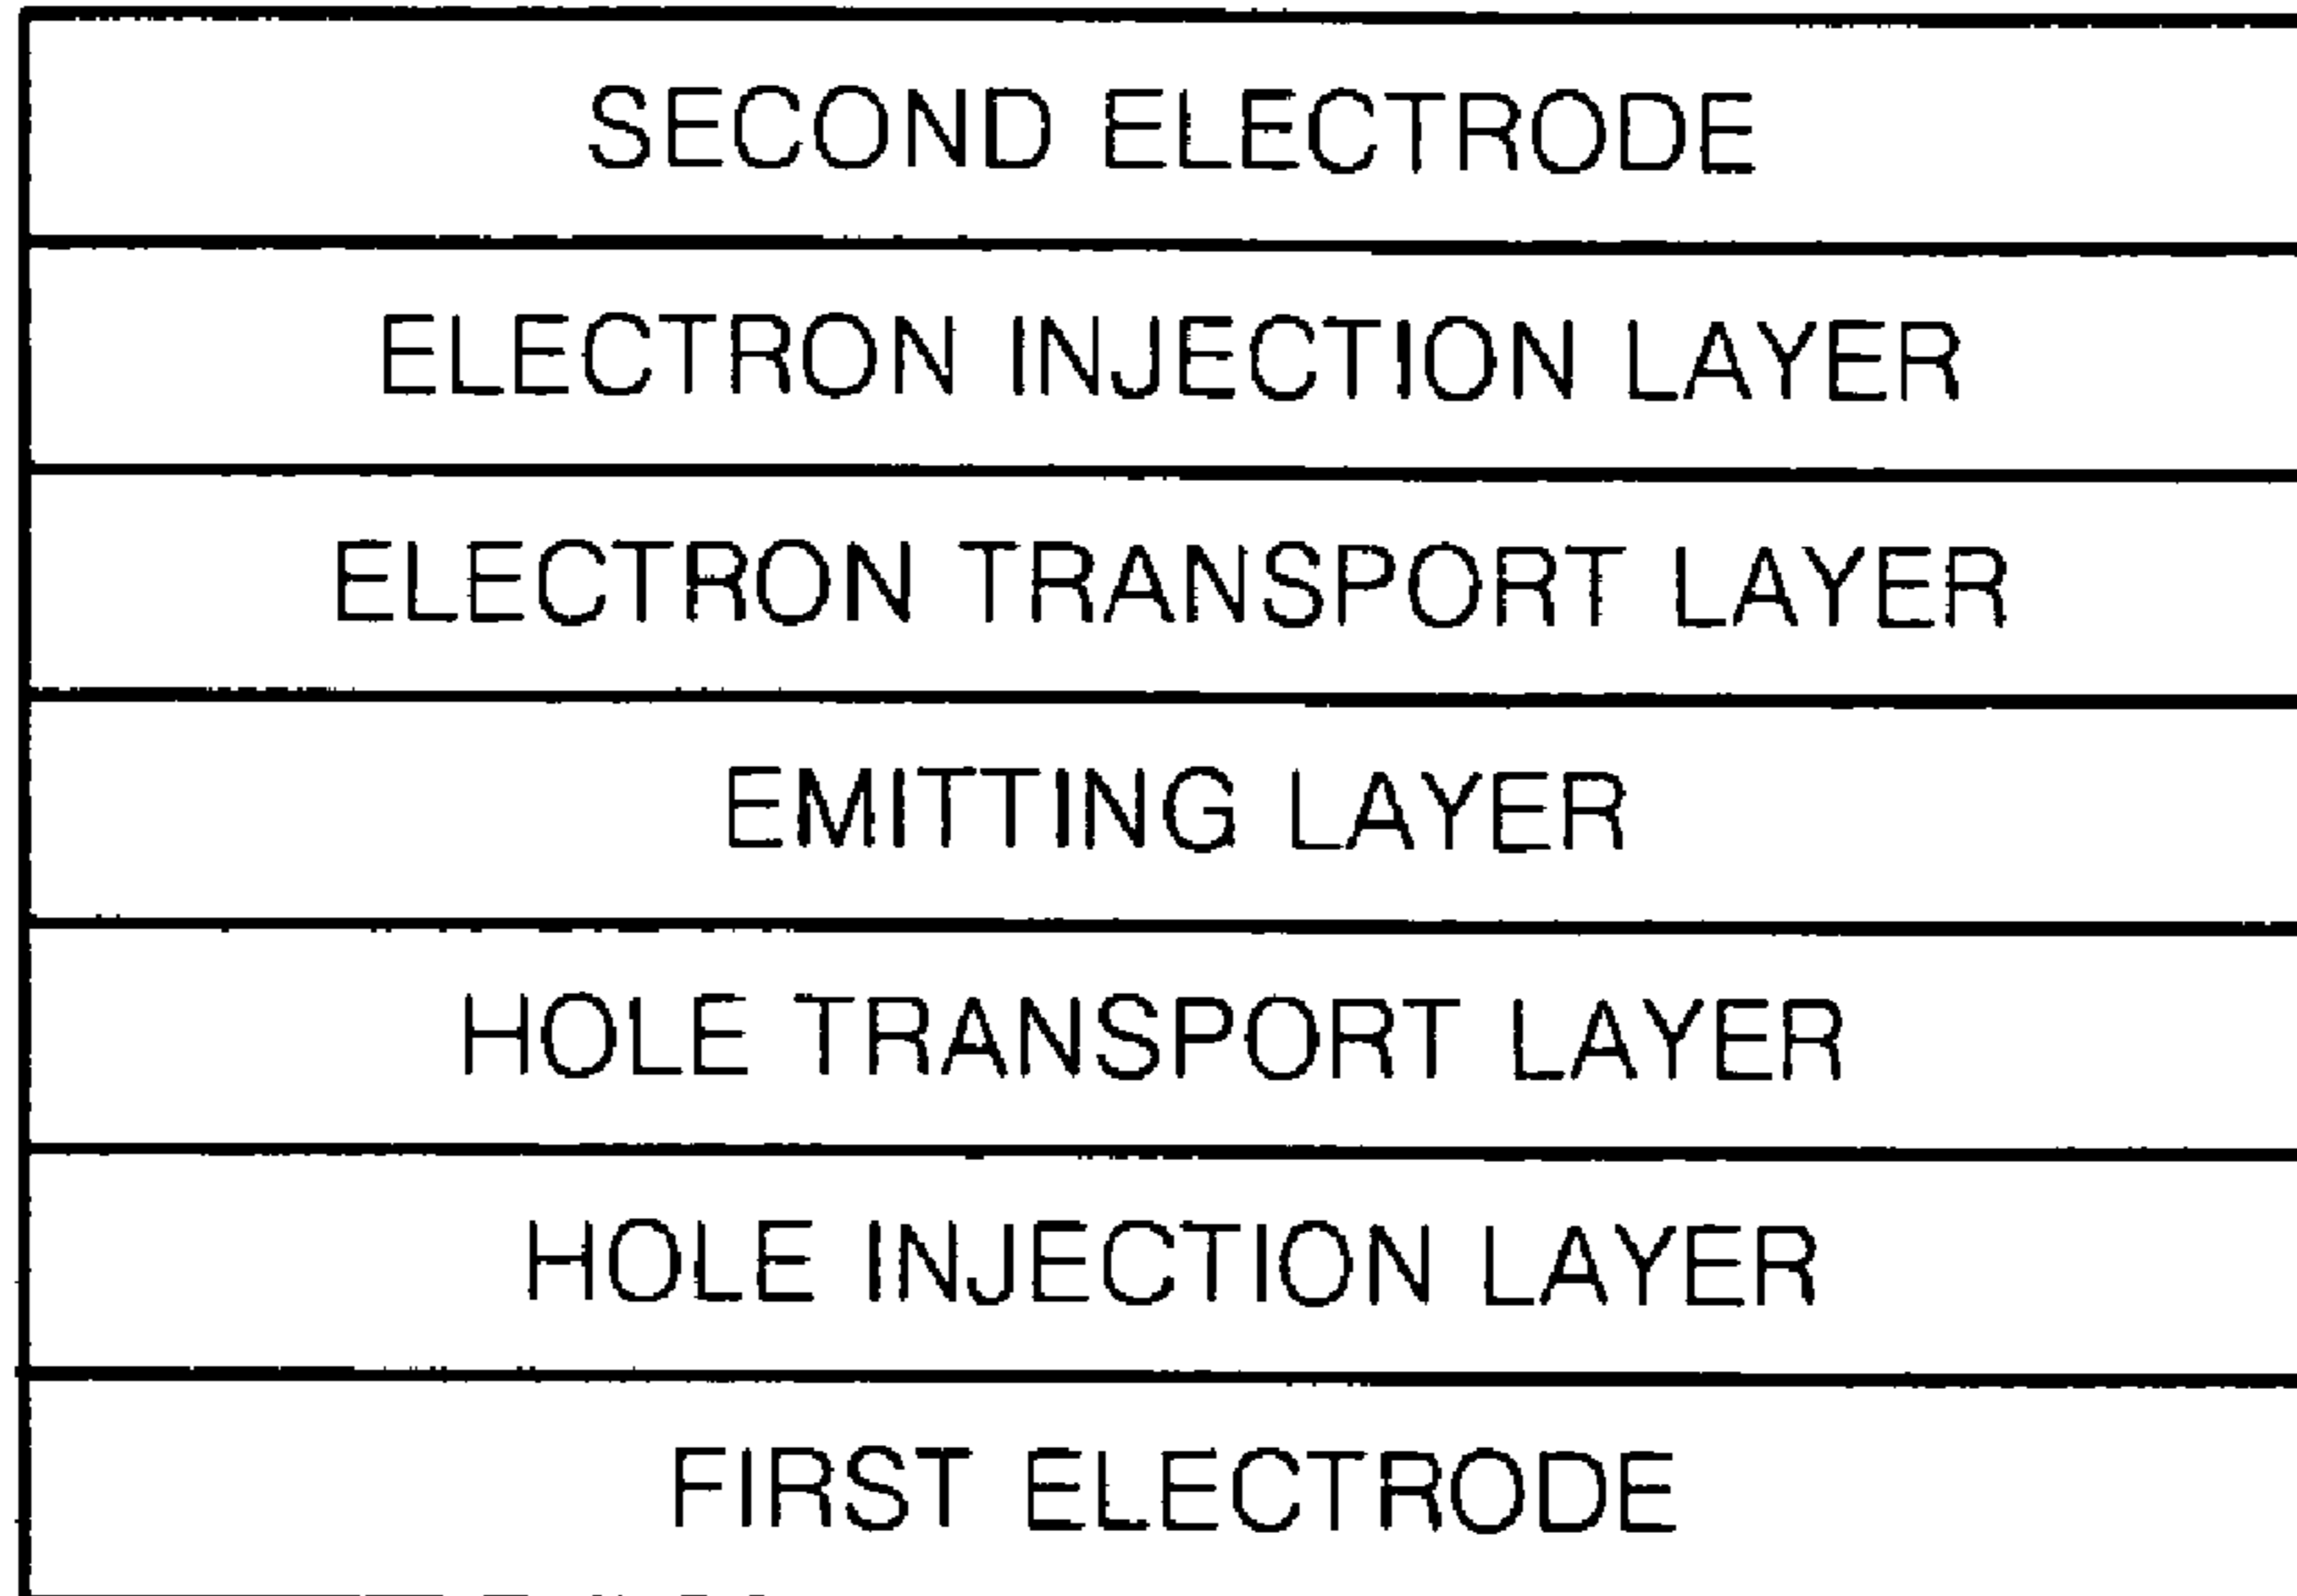 SECOND ELECTRODE
ELECTRON INJECTION LAYER
ELECTRON TRANSPORT LAYER
EMITTING LAYER
HOLE TRANSPORT LAYER
HOLE INJECTION LAYER
FIRST ELECTRODE